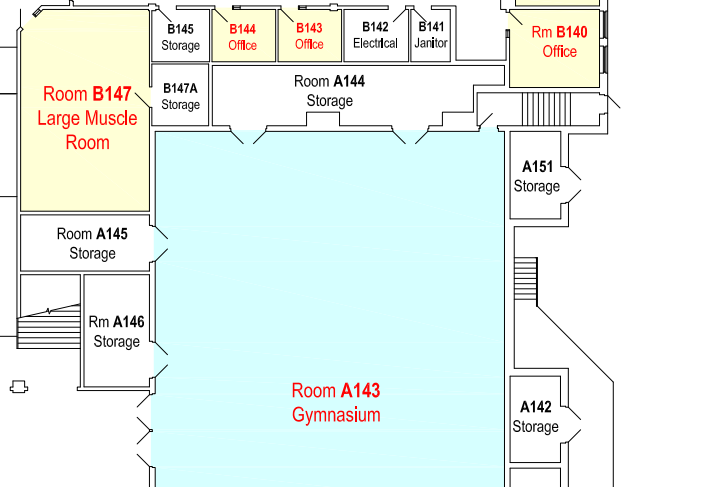 B145
Storage
B144
Office
B143
Office
B142
Electrical
B141
Janitor
Rm B140
Office
Room B147
Large Muscle
Room
B147A
Storage
Room A144
Storage
A151
Storage
Room A145
Storage
Rm A146
Storage
Room A143
Gymnasium
A142
Storage